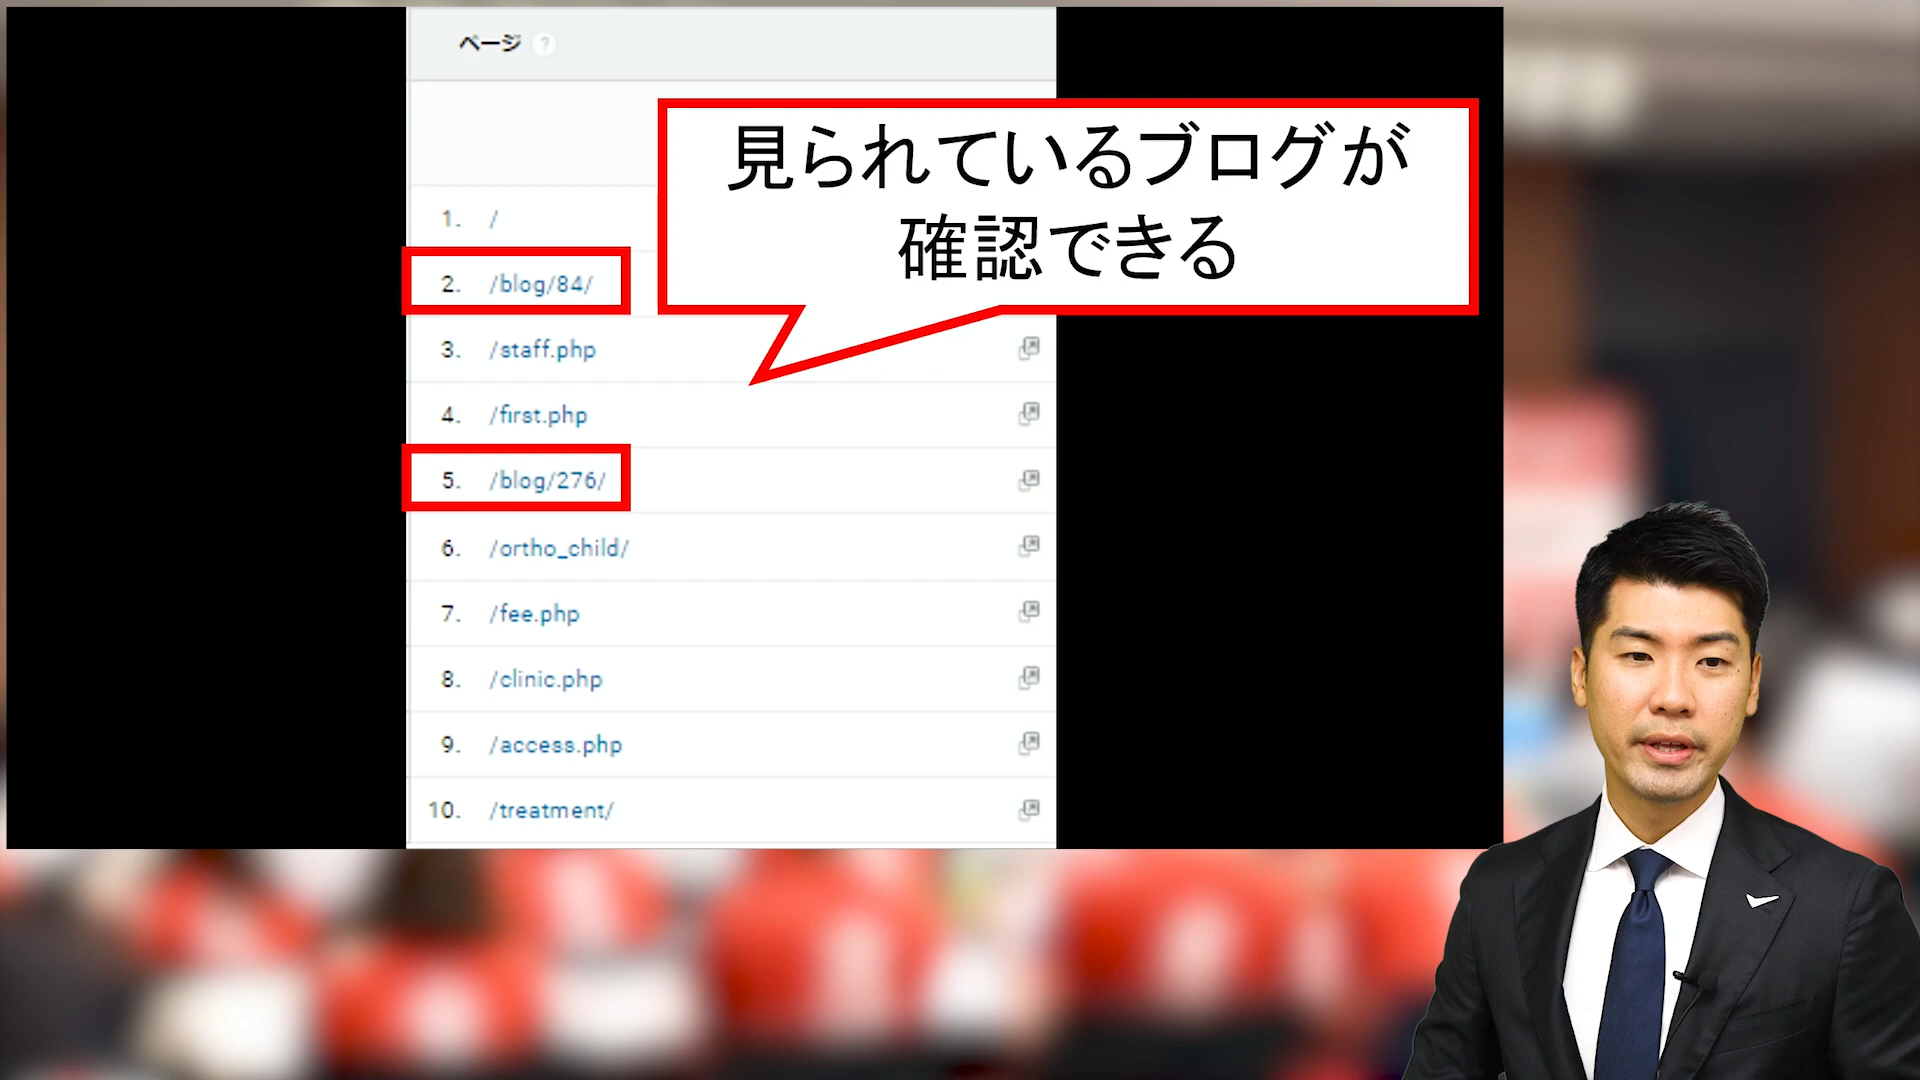 ページ ?
見られているブログが
確認できる
1. /
2. /blog/84/
3. /staff.php
4. /first.php
5. /blog/276/
6. /ortho_child/
7. /fee.php
8. /clinic.php
9. /access.php
10. /treatment/